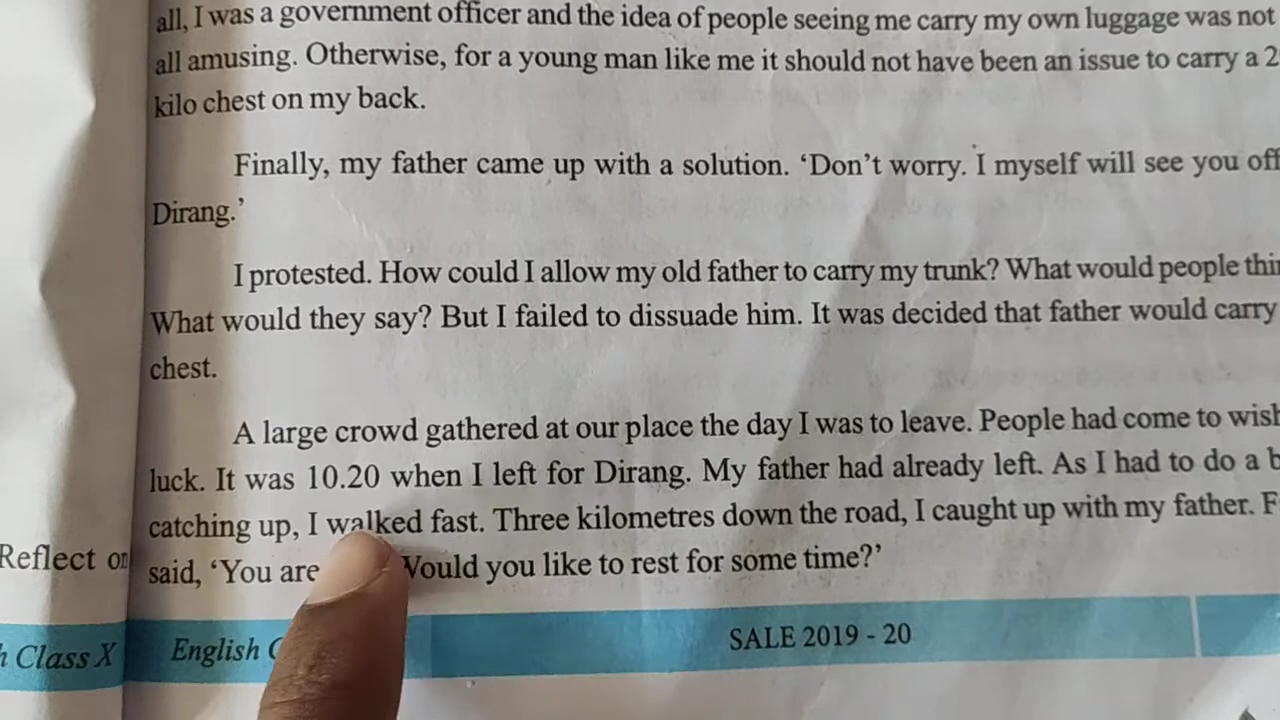 all, I was a government officer and the idea of people seeing me carry my own luggage was not
all amusing. Otherwise, for a young man like me it should not have been an issue to carry a 2
kilo chest on my back.
Finally, my father came up with a solution. ‘Don’t worry. I myself will see you off
Dirang.’
I protested. How could I allow my old father to carry my trunk? What would people thin
What would they say? But I failed to dissuade him. It was decided that father would carry
chest.
A large crowd gathered at our place the day I was to leave. People had come to wish
luck. It was 10.20 when I left for Dirang. My father had already left. As I had to do a b
catching up, I walked fast. Three kilometres down the road, I caught up with my father. F
said, ‘You are Would you like to rest for some time?’
Reflect on
Class X
English
SALE 2019 - 20